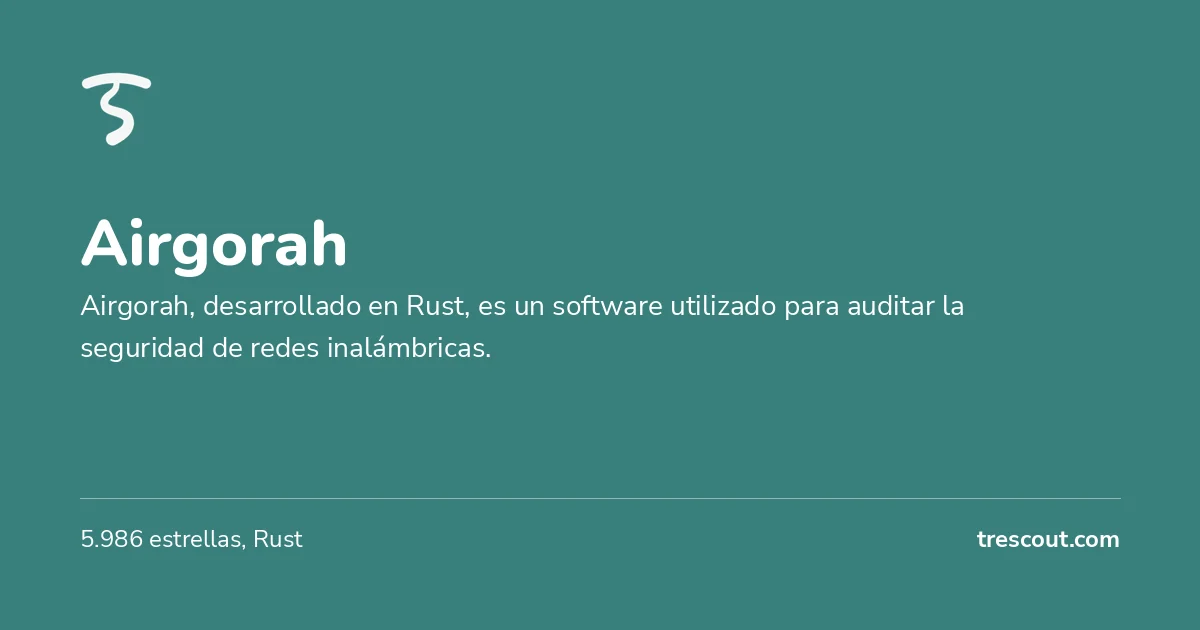 Airgorah
Airgorah, desarrollado en Rust, es un software utilizado para auditar la
seguridad de redes inalámbricas.
5.986 estrellas, Rust
trescout.com